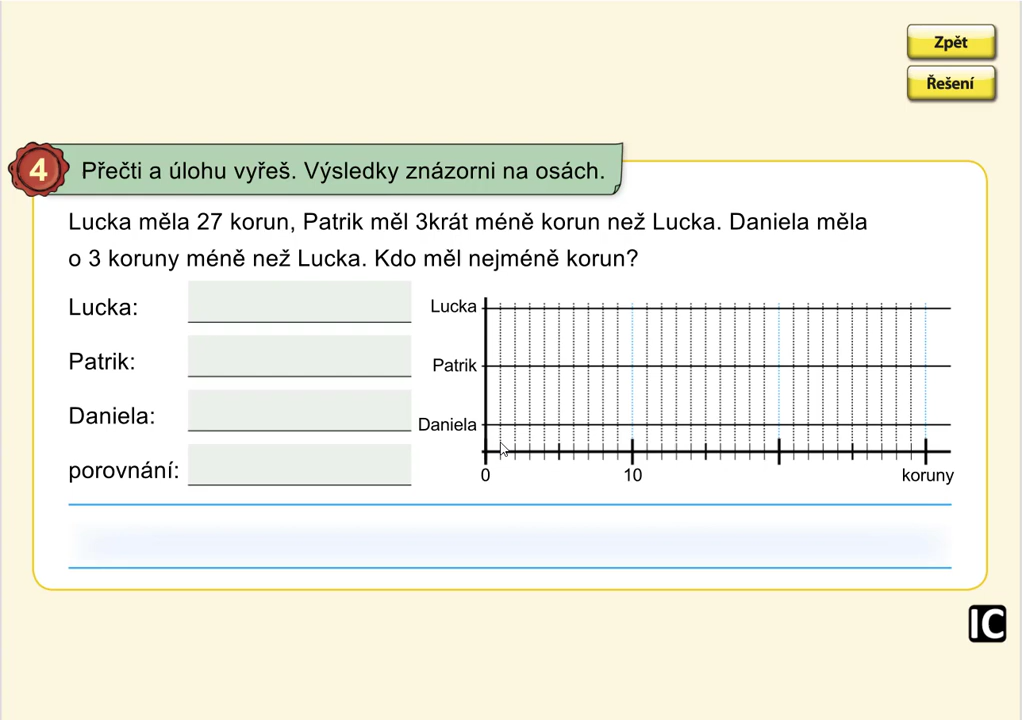 Zpět
Řešení
4 Přečti a úlohu vyřeš. Výsledky znázorni na osách.
Lucka měla 27 korun, Patrik měl 3krát méně korun než Lucka. Daniela měla
o 3 koruny méně než Lucka. Kdo měl nejméně korun?
Lucka:
Patrik:
Daniela:
porovnání:
Lucka
Patrik
Daniela
0 10 koruny
IC